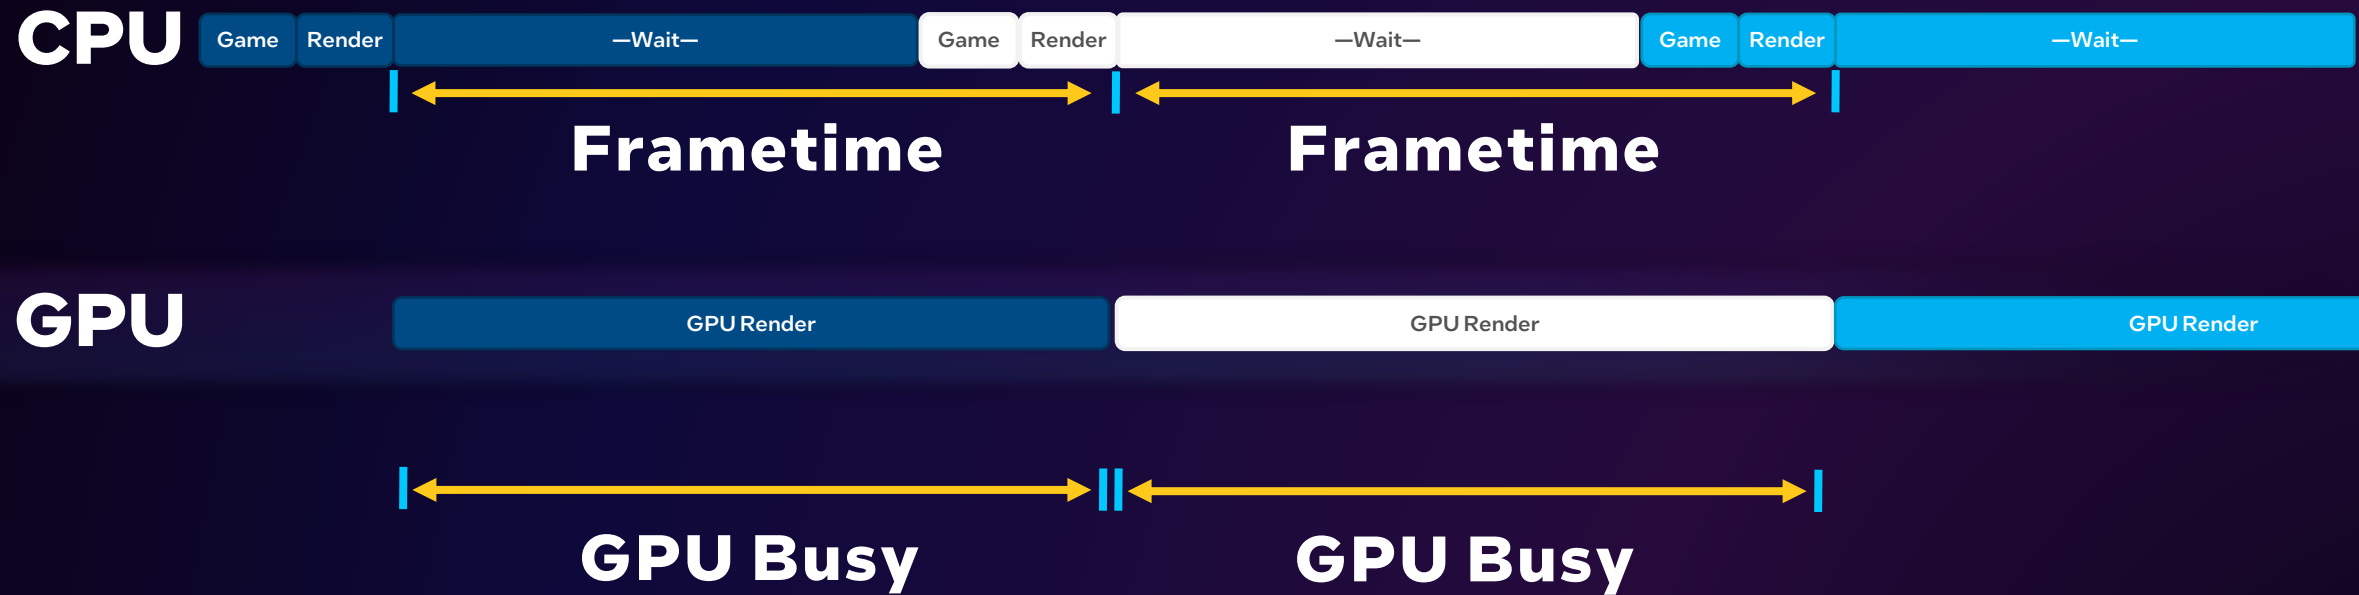 CPU Game Render —Wait— Game Render —Wait— Game Render —Wait—
Frametime Frametime
GPU GPU Render GPU Render GPU Render
GPU Busy GPU Busy